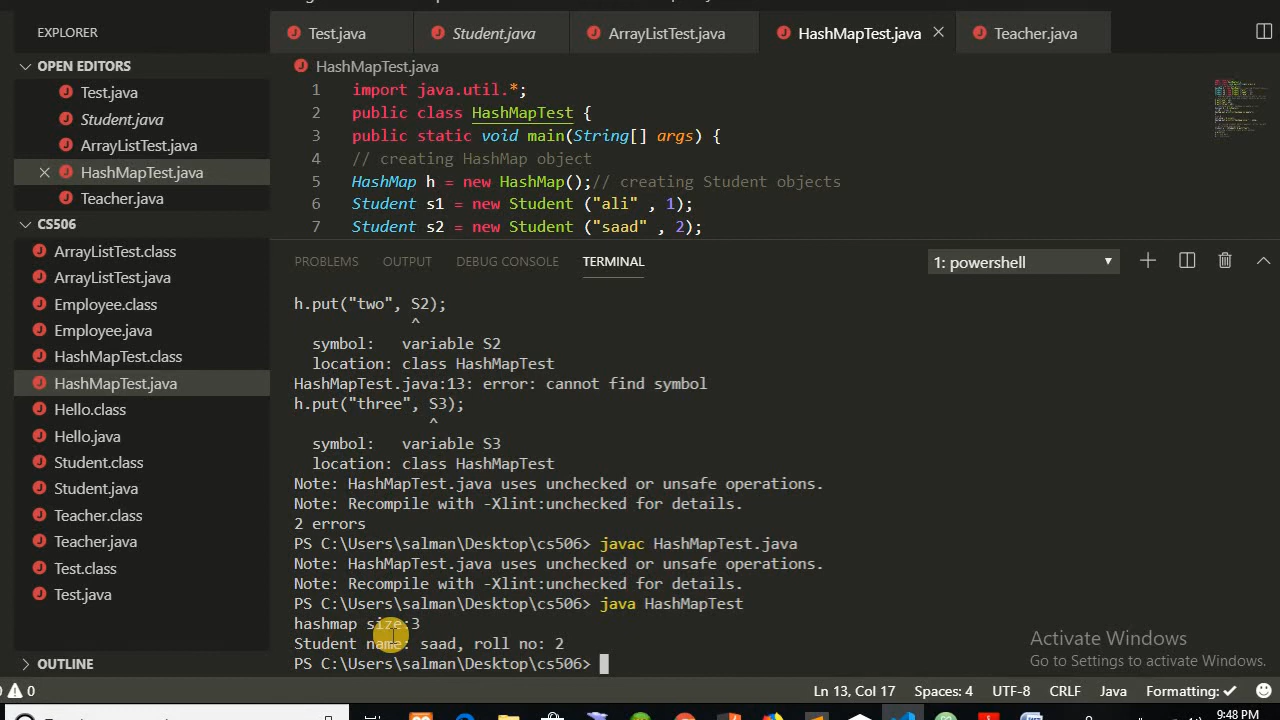 EXPLORER
Test.java
Student.java
ArrayListTest.java
HashMapTest.java
Teacher.java
OPEN EDITORS
Test.java
Student.java
ArrayListTest.java
HashMapTest.java
Teacher.java
CS506
ArrayListTest.class
ArrayListTest.java
Employee.class
Employee.java
HashMapTest.class
HashMapTest.java
Hello.class
Hello.java
Student.class
Student.java
Teacher.class
Teacher.java
Test.class
Test.java
OUTLINE
HashMapTest.java
1 import java.util.*;
2 public class HashMapTest {
3 public static void main(String[] args) {
4 // creating HashMap object
5 HashMap h = new HashMap();// creating Student objects
6 Student s1 = new Student ("ali" , 1);
7 Student s2 = new Student ("saad" , 2);
PROBLEMS OUTPUT DEBUG CONSOLE TERMINAL 1: powershell
h.put("two", S2);
^
symbol: variable S2
location: class HashMapTest
HashMapTest.java:13: error: cannot find symbol
h.put("three", S3);
^
symbol: variable S3
location: class HashMapTest
Note: HashMapTest.java uses unchecked or unsafe operations.
Note: Recompile with -Xlint:unchecked for details.
2 errors
PS C:\Users\salman\Desktop\cs506> javac HashMapTest.java
Note: HashMapTest.java uses unchecked or unsafe operations.
Note: Recompile with -Xlint:unchecked for details.
PS C:\Users\salman\Desktop\cs506> java HashMapTest
hashmap size:3
Student name: saad, roll no: 2
PS C:\Users\salman\Desktop\cs506>
Activate Windows
Go to Settings to activate Windows.
0 Ln 13, Col 17 Spaces: 4 UTF-8 CRLF Java Formatting: ✓
9:48 PM